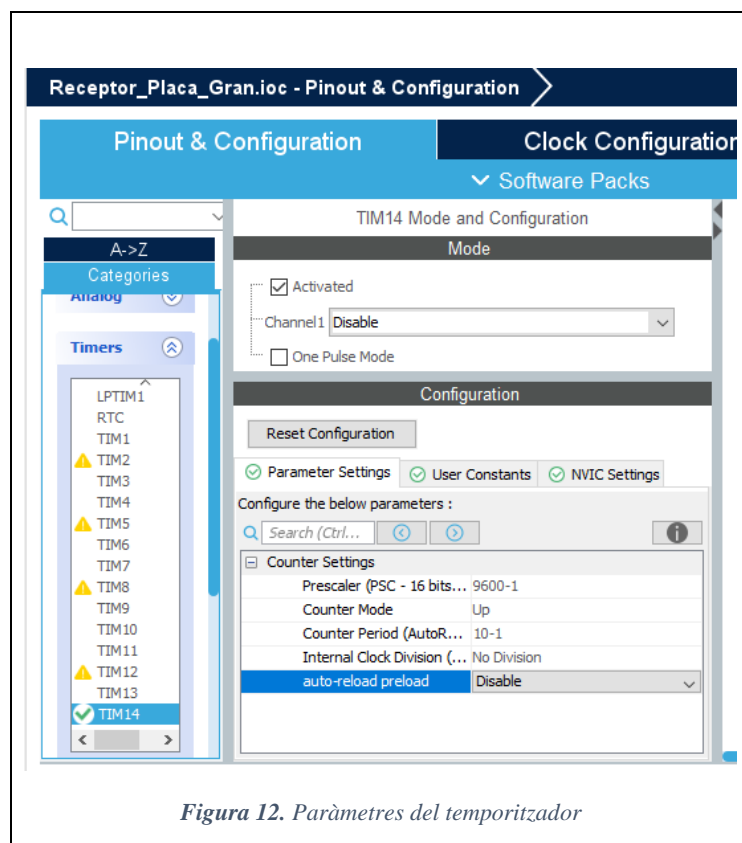 Receptor_Placa_Gran.ioc - Pinout & Configuration
Pinout & Configuration
Clock Configuration
Software Packs
TIM14 Mode and Configuration
A->Z
Categories
Analog
Timers
LPTIM1
RTC
TIM1
TIM2
TIM3
TIM4
TIM5
TIM6
TIM7
TIM8
TIM9
TIM10
TIM11
TIM12
TIM13
TIM14
Mode
Activated
Channel1 Disable
One Pulse Mode
Configuration
Reset Configuration
Parameter Settings User Constants NVIC Settings
Configure the below parameters :
Search (Ctrl...
Counter Settings
Prescaler (PSC - 16 bits... 9600-1
Counter Mode Up
Counter Period (AutoR... 10-1
Internal Clock Division (... No Division
auto-reload preload Disable
Figura 12. Paràmetres del temporitzador